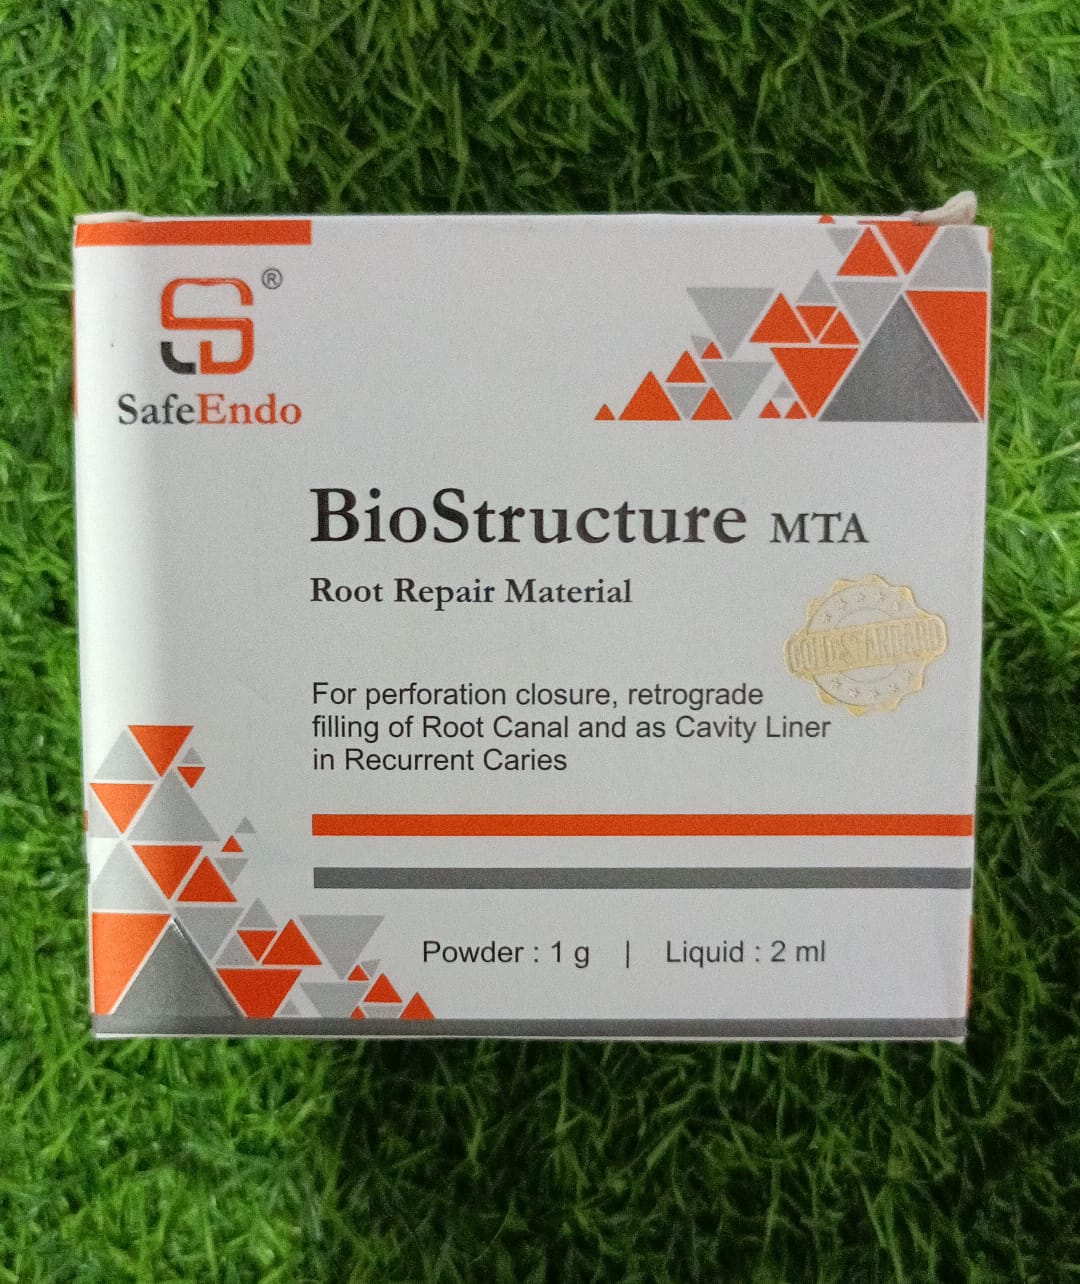 ®
SafeEndo
BioStructure MTA
Root Repair Material
GOLD STANDARD
For perforation closure, retrograde
filling of Root Canal and as Cavity Liner
in Recurrent Caries
Powder : 1 g | Liquid : 2 ml